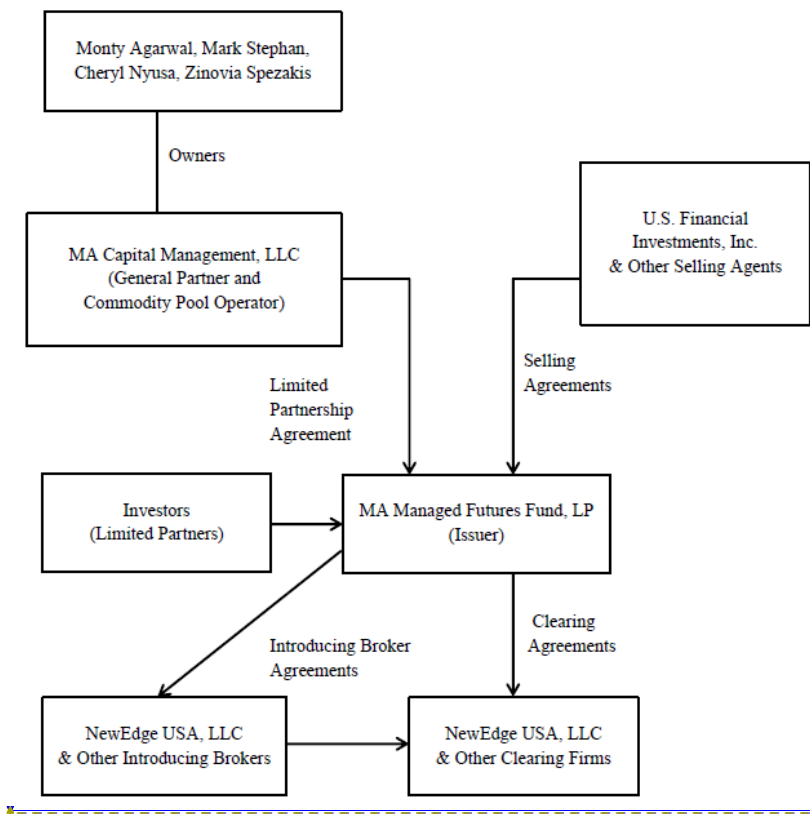 Monty Agarwal, Mark Stephan,
Cheryl Nyusa, Zinovia Spezakis
Owners
U.S. Financial
Investments, Inc.
& Other Selling Agents
MA Capital Management, LLC
(General Partner and
Commodity Pool Operator)
Selling
Agreements
Limited
Partnership
Agreement
Investors
(Limited Partners)
MA Managed Futures Fund, LP
(Issuer)
Clearing
Agreements
Introducing Broker
Agreements
NewEdge USA, LLC
& Other Introducing Brokers
NewEdge USA, LLC
& Other Clearing Firms